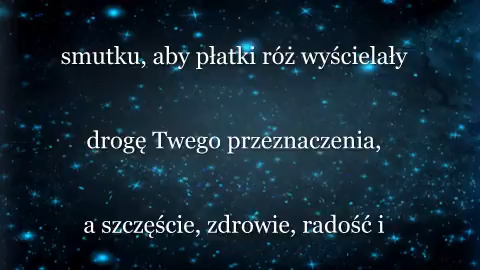 smutku, aby płatki róż wyścielały
drogę Twego przeznaczenia,
a szczęście, zdrowie, radość i